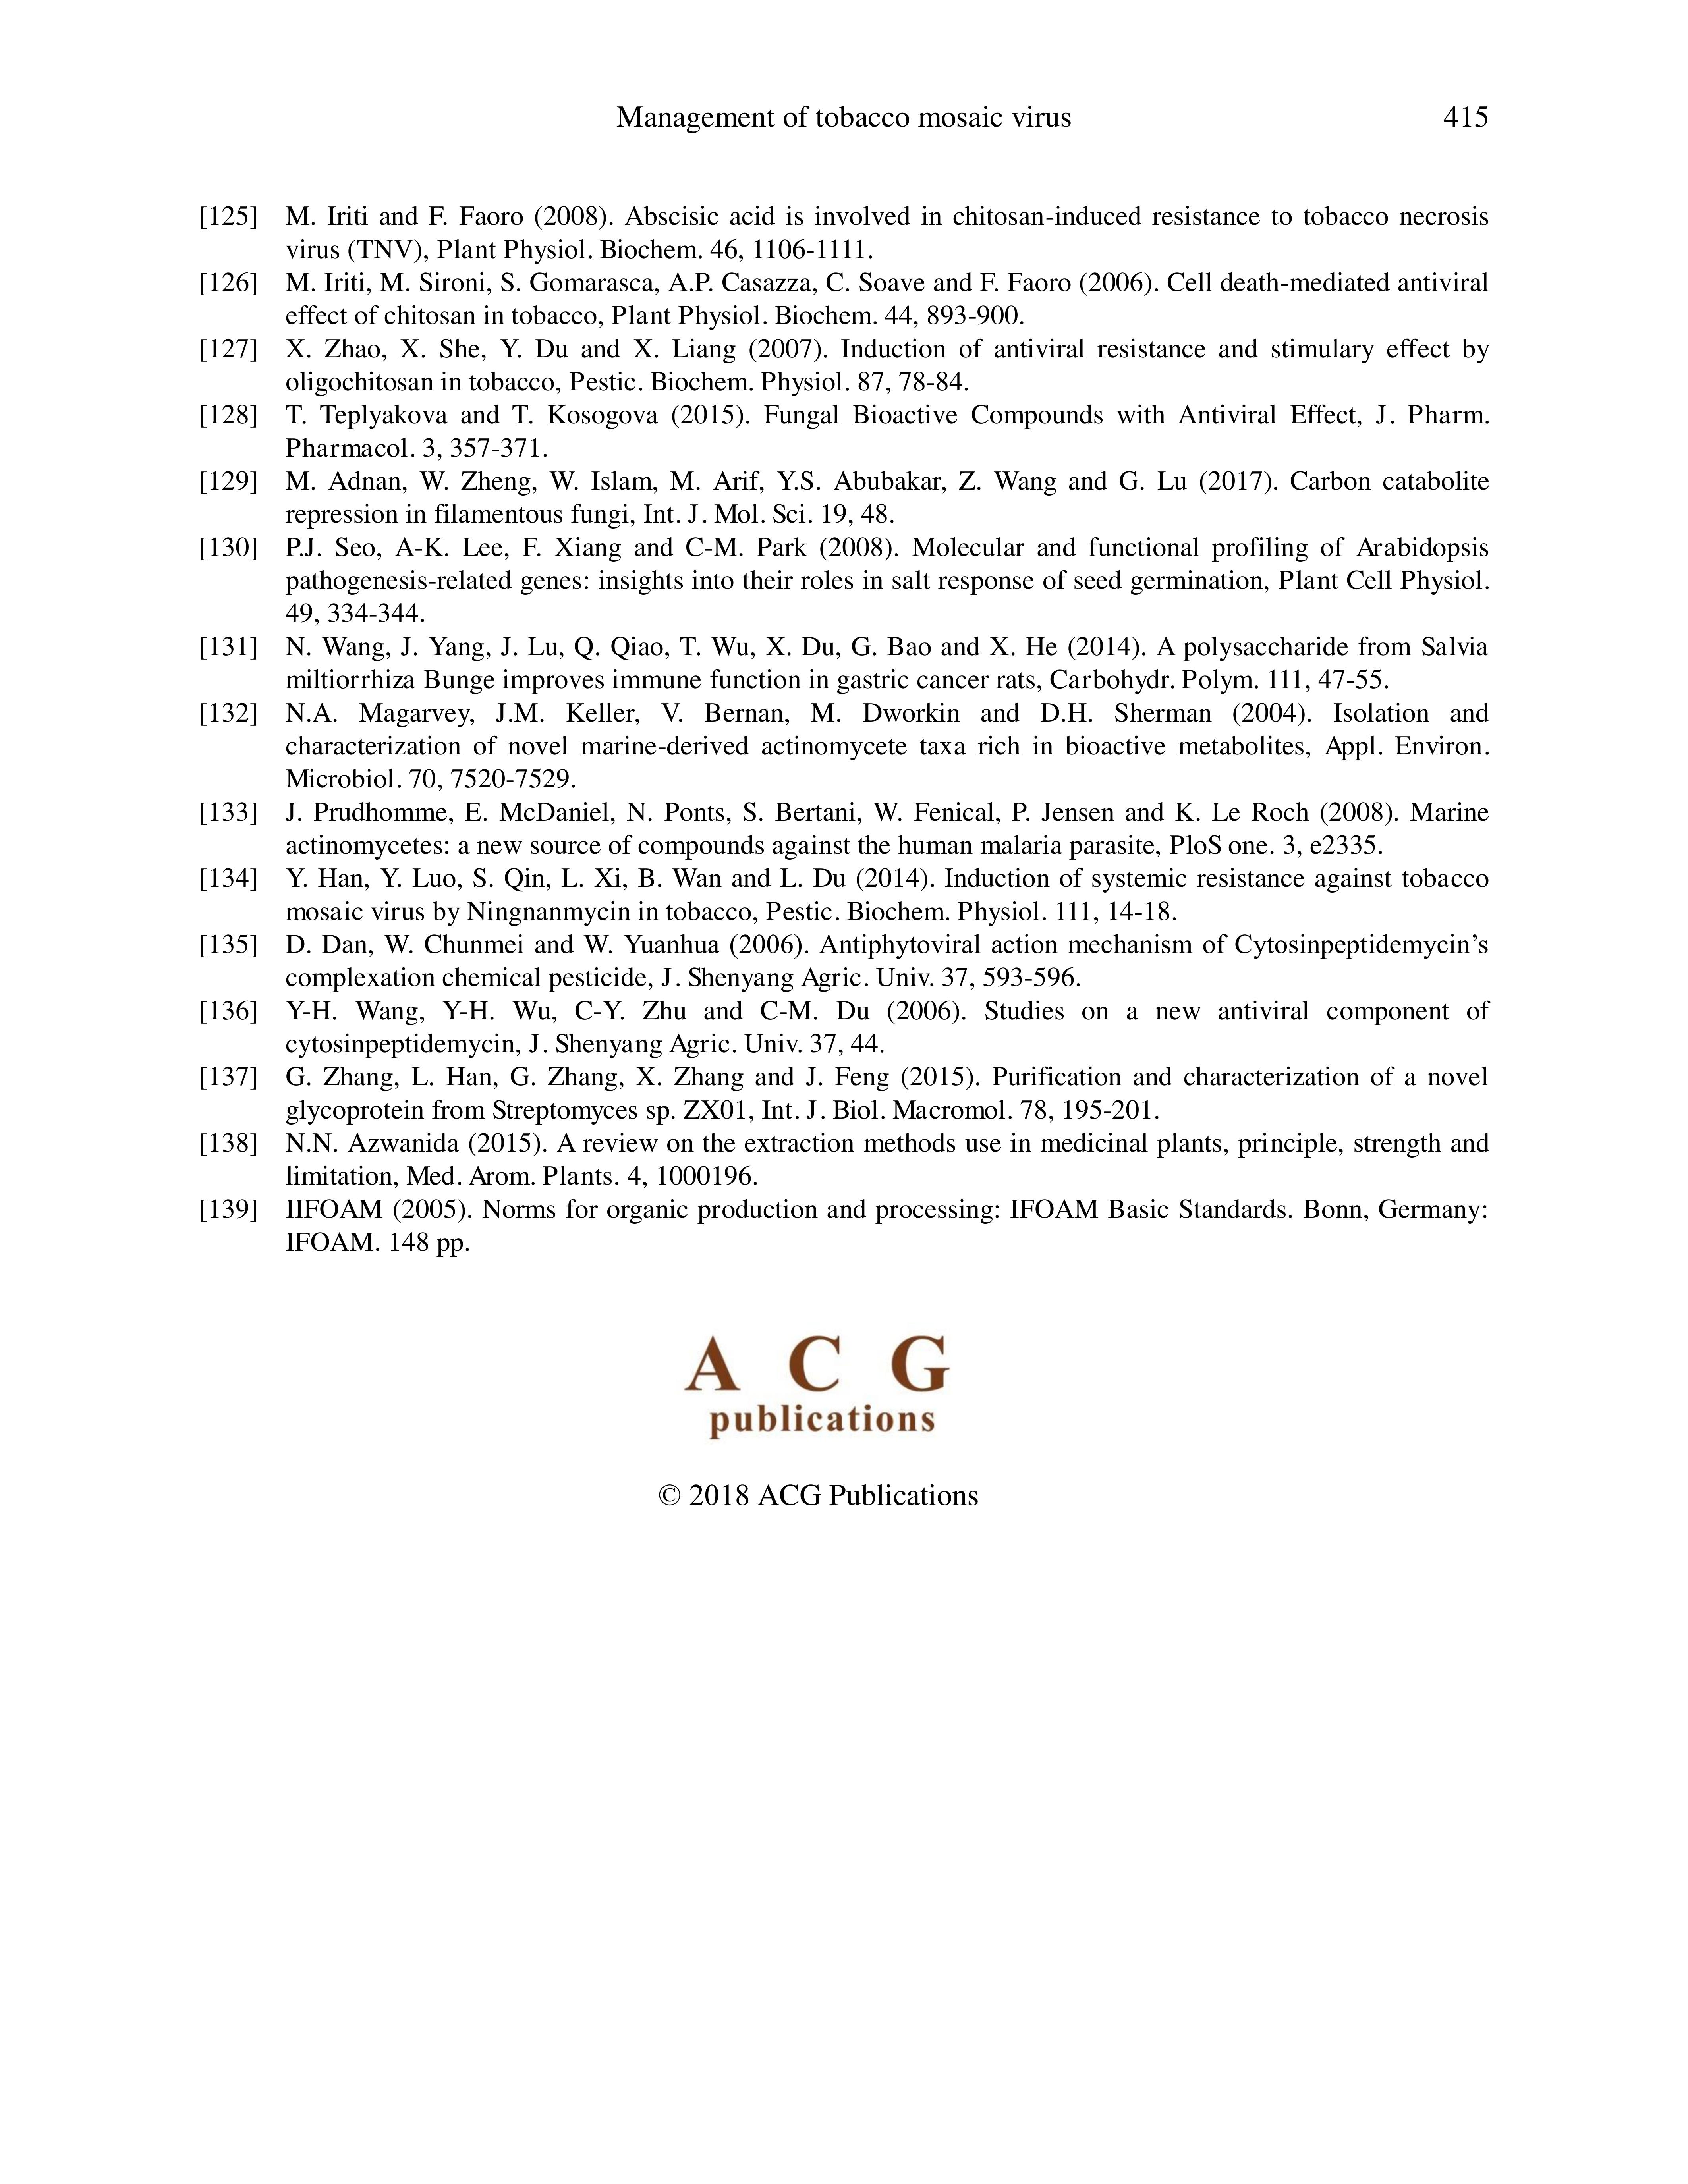 Management of tobacco mosaic virus 415
[125] M. Iriti and F. Faoro (2008). Abscisic acid is involved in chitosan-induced resistance to tobacco necrosis
virus (TNV), Plant Physiol. Biochem. 46, 1106-1111.
[126] M. Iriti, M. Sironi, S. Gomarasca, A.P. Casazza, C. Soave and F. Faoro (2006). Cell death-mediated antiviral
effect of chitosan in tobacco, Plant Physiol. Biochem. 44, 893-900.
[127] X. Zhao, X. She, Y. Du and X. Liang (2007). Induction of antiviral resistance and stimulary effect by
oligochitosan in tobacco, Pestic. Biochem. Physiol. 87, 78-84.
[128] T. Teplyakova and T. Kosogova (2015). Fungal Bioactive Compounds with Antiviral Effect, J. Pharm.
Pharmacol. 3, 357-371.
[129] M. Adnan, W. Zheng, W. Islam, M. Arif, Y.S. Abubakar, Z. Wang and G. Lu (2017). Carbon catabolite
repression in filamentous fungi, Int. J. Mol. Sci. 19, 48.
[130] P.J. Seo, A-K. Lee, F. Xiang and C-M. Park (2008). Molecular and functional profiling of Arabidopsis
pathogenesis-related genes: insights into their roles in salt response of seed germination, Plant Cell Physiol.
49, 334-344.
[131] N. Wang, J. Yang, J. Lu, Q. Qiao, T. Wu, X. Du, G. Bao and X. He (2014). A polysaccharide from Salvia
miltiorrhiza Bunge improves immune function in gastric cancer rats, Carbohydr. Polym. 111, 47-55.
[132] N.A. Magarvey, J.M. Keller, V. Bernan, M. Dworkin and D.H. Sherman (2004). Isolation and
characterization of novel marine-derived actinomycete taxa rich in bioactive metabolites, Appl. Environ.
Microbiol. 70, 7520-7529.
[133] J. Prudhomme, E. McDaniel, N. Ponts, S. Bertani, W. Fenical, P. Jensen and K. Le Roch (2008). Marine
actinomycetes: a new source of compounds against the human malaria parasite, PloS one. 3, e2335.
[134] Y. Han, Y. Luo, S. Qin, L. Xi, B. Wan and L. Du (2014). Induction of systemic resistance against tobacco
mosaic virus by Ningnanmycin in tobacco, Pestic. Biochem. Physiol. 111, 14-18.
[135] D. Dan, W. Chunmei and W. Yuanhua (2006). Antiphytoviral action mechanism of Cytosinpeptidemycin’s
complexation chemical pesticide, J. Shenyang Agric. Univ. 37, 593-596.
[136] Y-H. Wang, Y-H. Wu, C-Y. Zhu and C-M. Du (2006). Studies on a new antiviral component of
cytosinpeptidemycin, J. Shenyang Agric. Univ. 37, 44.
[137] G. Zhang, L. Han, G. Zhang, X. Zhang and J. Feng (2015). Purification and characterization of a novel
glycoprotein from Streptomyces sp. ZX01, Int. J. Biol. Macromol. 78, 195-201.
[138] N.N. Azwanida (2015). A review on the extraction methods use in medicinal plants, principle, strength and
limitation, Med. Arom. Plants. 4, 1000196.
[139] IIFOAM (2005). Norms for organic production and processing: IFOAM Basic Standards. Bonn, Germany:
IFOAM. 148 pp.
A C G
publications
© 2018 ACG Publications